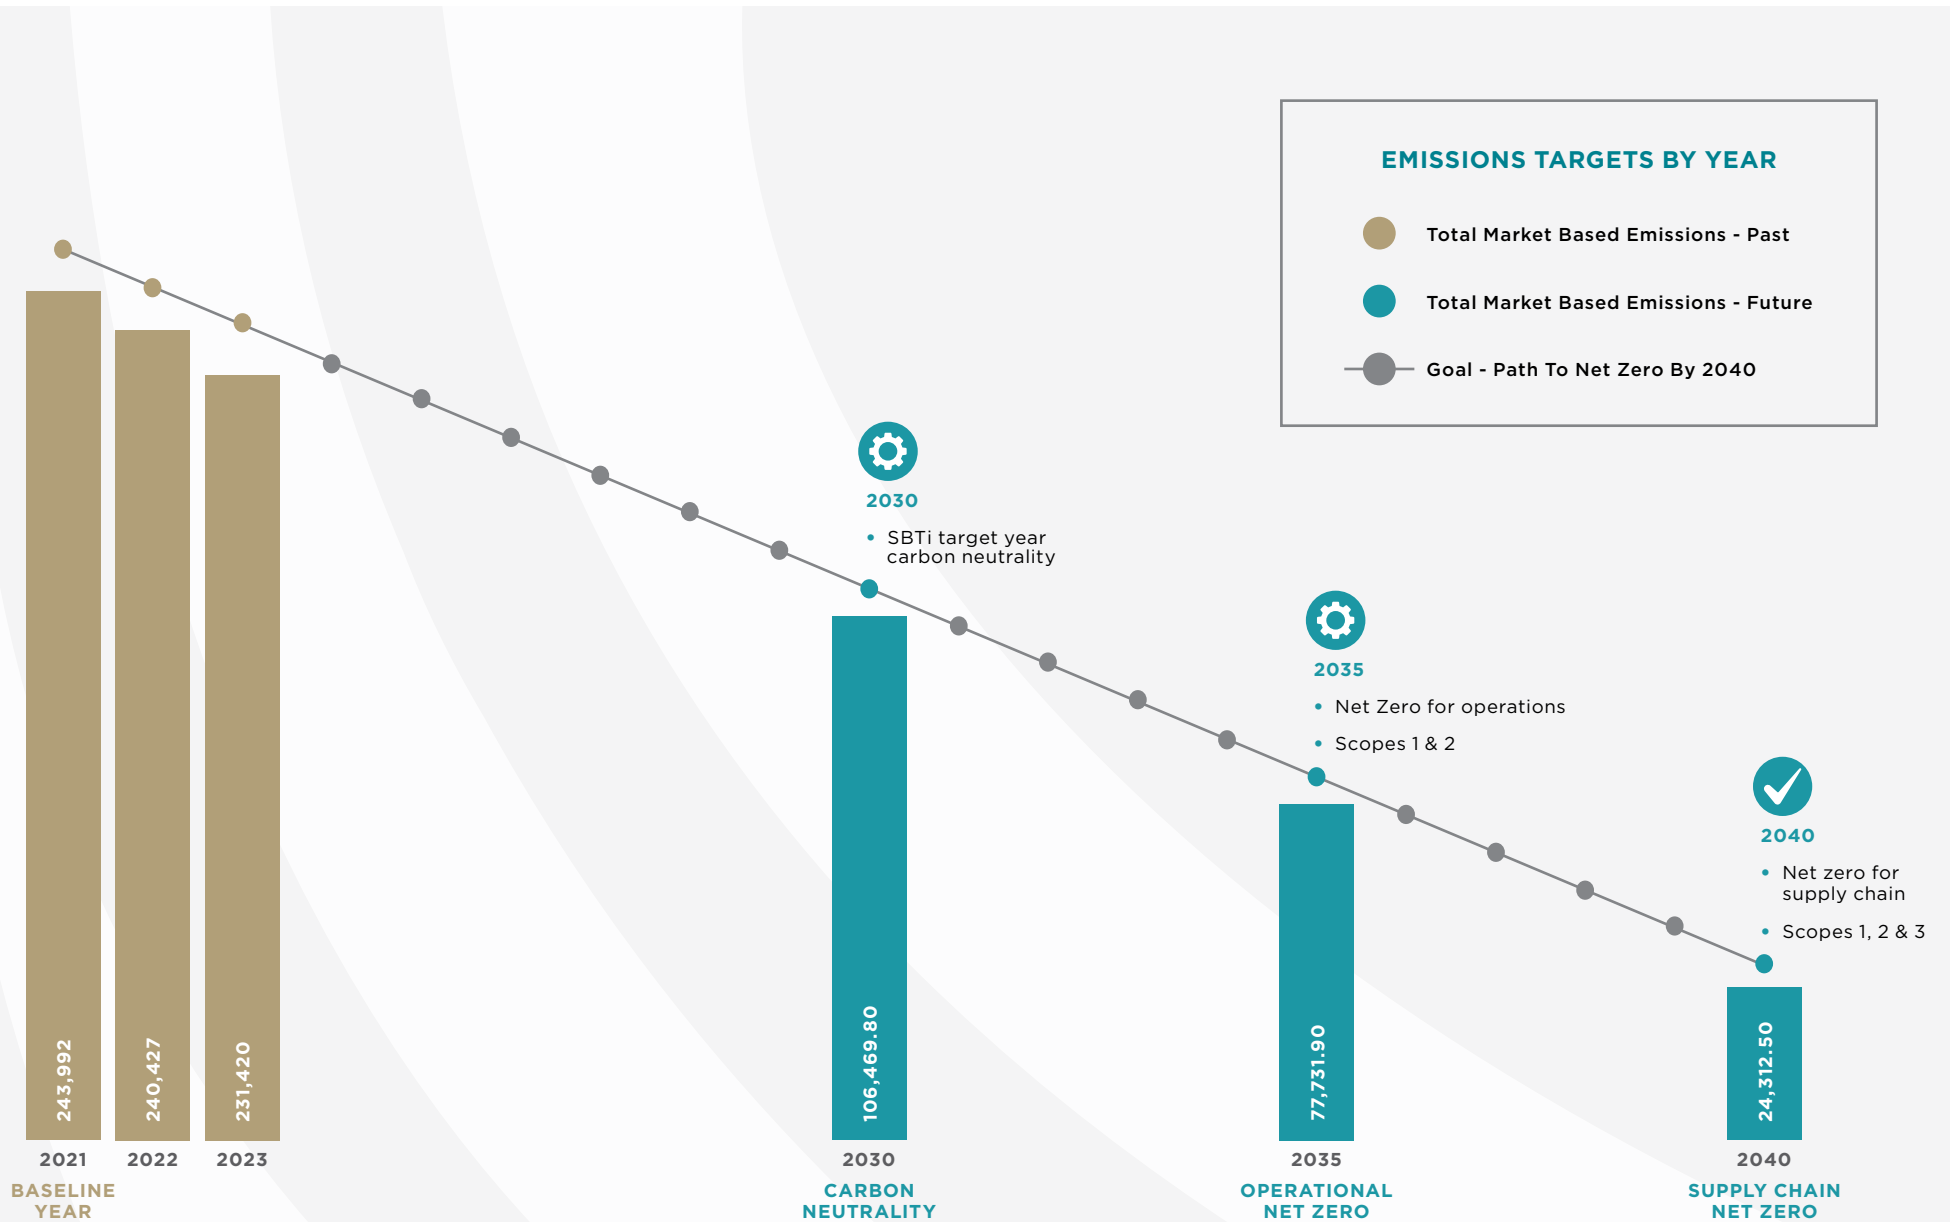 EMISSIONS TARGETS BY YEAR
Total Market Based Emissions - Past
Total Market Based Emissions - Future
Goal - Path To Net Zero By 2040
2030
• SBTi target year
carbon neutrality
2035
• Net Zero for operations
• Scopes 1 & 2
2040
• Net zero for
supply chain
• Scopes 1, 2 & 3
243,992
240,427
231,420
106,469.80
77,731.90
24,312.50
2021
BASELINE
YEAR
2022
2023
2030
CARBON
NEUTRALITY
2035
OPERATIONAL
NET ZERO
2040
SUPPLY CHAIN
NET ZERO